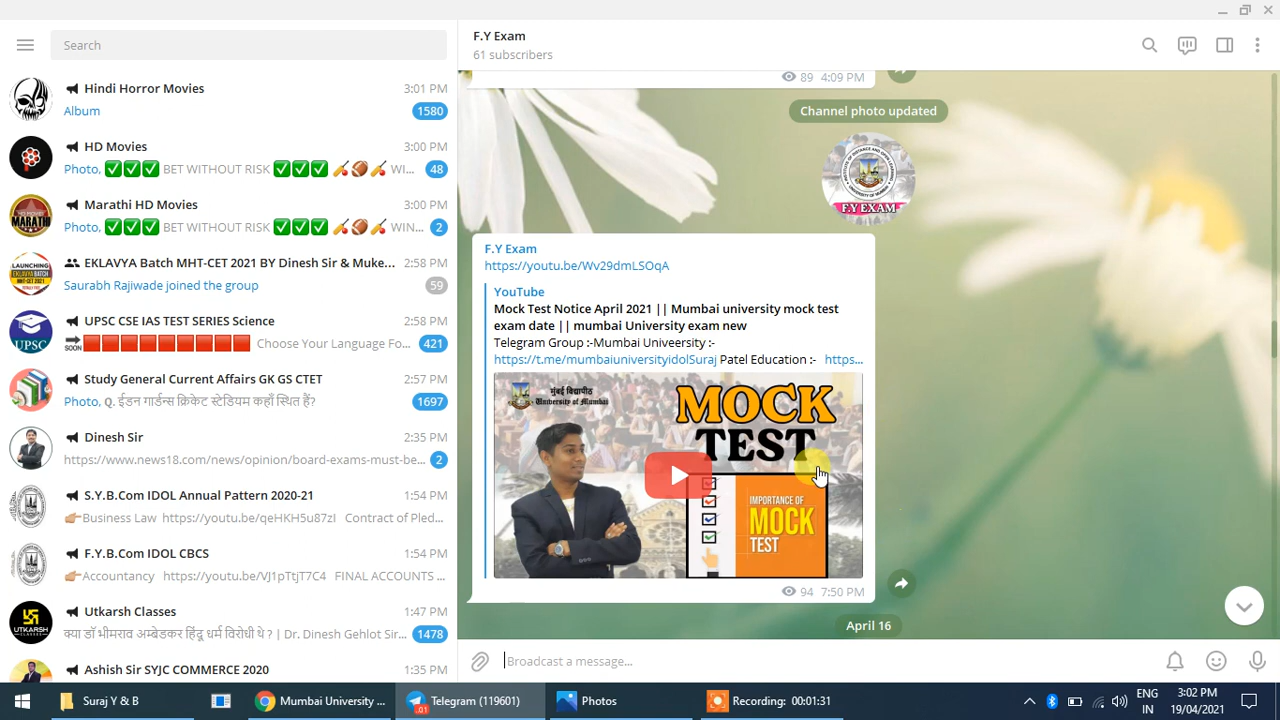 Search
Hindi Horror Movies 3:01 PM
Album 1580
HD Movies 3:00 PM
Photo, ✅✅✅ BET WITHOUT RISK ✅✅✅ 🏏🏈🏏 WI... 48
Marathi HD Movies 3:00 PM
Photo, ✅✅✅ BET WITHOUT RISK ✅✅✅ 🏏🏈🏏 WIN... 2
EKLAVYA Batch MHT-CET 2021 BY Dinesh Sir & Muke... 2:58 PM
Saurabh Rajiwade joined the group 59
UPSC CSE IAS TEST SERIES Science 2:58 PM
🔜🟥🟥🟥🟥🟥🟥🟥🟥🟥 Choose Your Language Fo... 421
Study General Current Affairs GK GS CTET 2:57 PM
Photo, Q. ईडन गार्डन्स क्रिकेट स्टेडियम कहाँ स्थित हैं? 1697
Dinesh Sir 2:35 PM
https://www.news18.com/news/opinion/board-exams-must-be... 2
S.Y.B.Com IDOL Annual Pattern 2020-21 1:54 PM
👉Business Law https://youtu.be/qeHKH5u87zI Contract of Pled...
F.Y.B.Com IDOL CBCS 1:54 PM
👉Accountancy https://youtu.be/VJ1pTtjT7C4 FINAL ACCOUNTS ...
Utkarsh Classes 1:47 PM
क्या डॉ भीमराव अम्बेडकर हिंदू धर्म विरोधी थे ? | Dr. Dinesh Gehlot Sir... 1478
Ashish Sir SYJC COMMERCE 2020 1:35 PM
F.Y Exam
61 subscribers
89 4:09 PM
Channel photo updated
F.Y EXAM
F.Y Exam
https://youtu.be/Wv29dmLSOqA
YouTube
Mock Test Notice April 2021 || Mumbai university mock test
exam date || mumbai University exam new
Telegram Group :-Mumbai Univeersity :-
https://t.me/mumbaiuniversityidolSuraj Patel Education :- https...
मुंबई विद्यापीठ
University of Mumbai
MOCK
TEST
IMPORTANCE OF
MOCK
TEST
94 7:50 PM
April 16
Broadcast a message...
Suraj Y & B
Mumbai University ...
Telegram (119601)
Photos
Recording: 00:01:31
ENG
IN
3:02 PM
19/04/2021